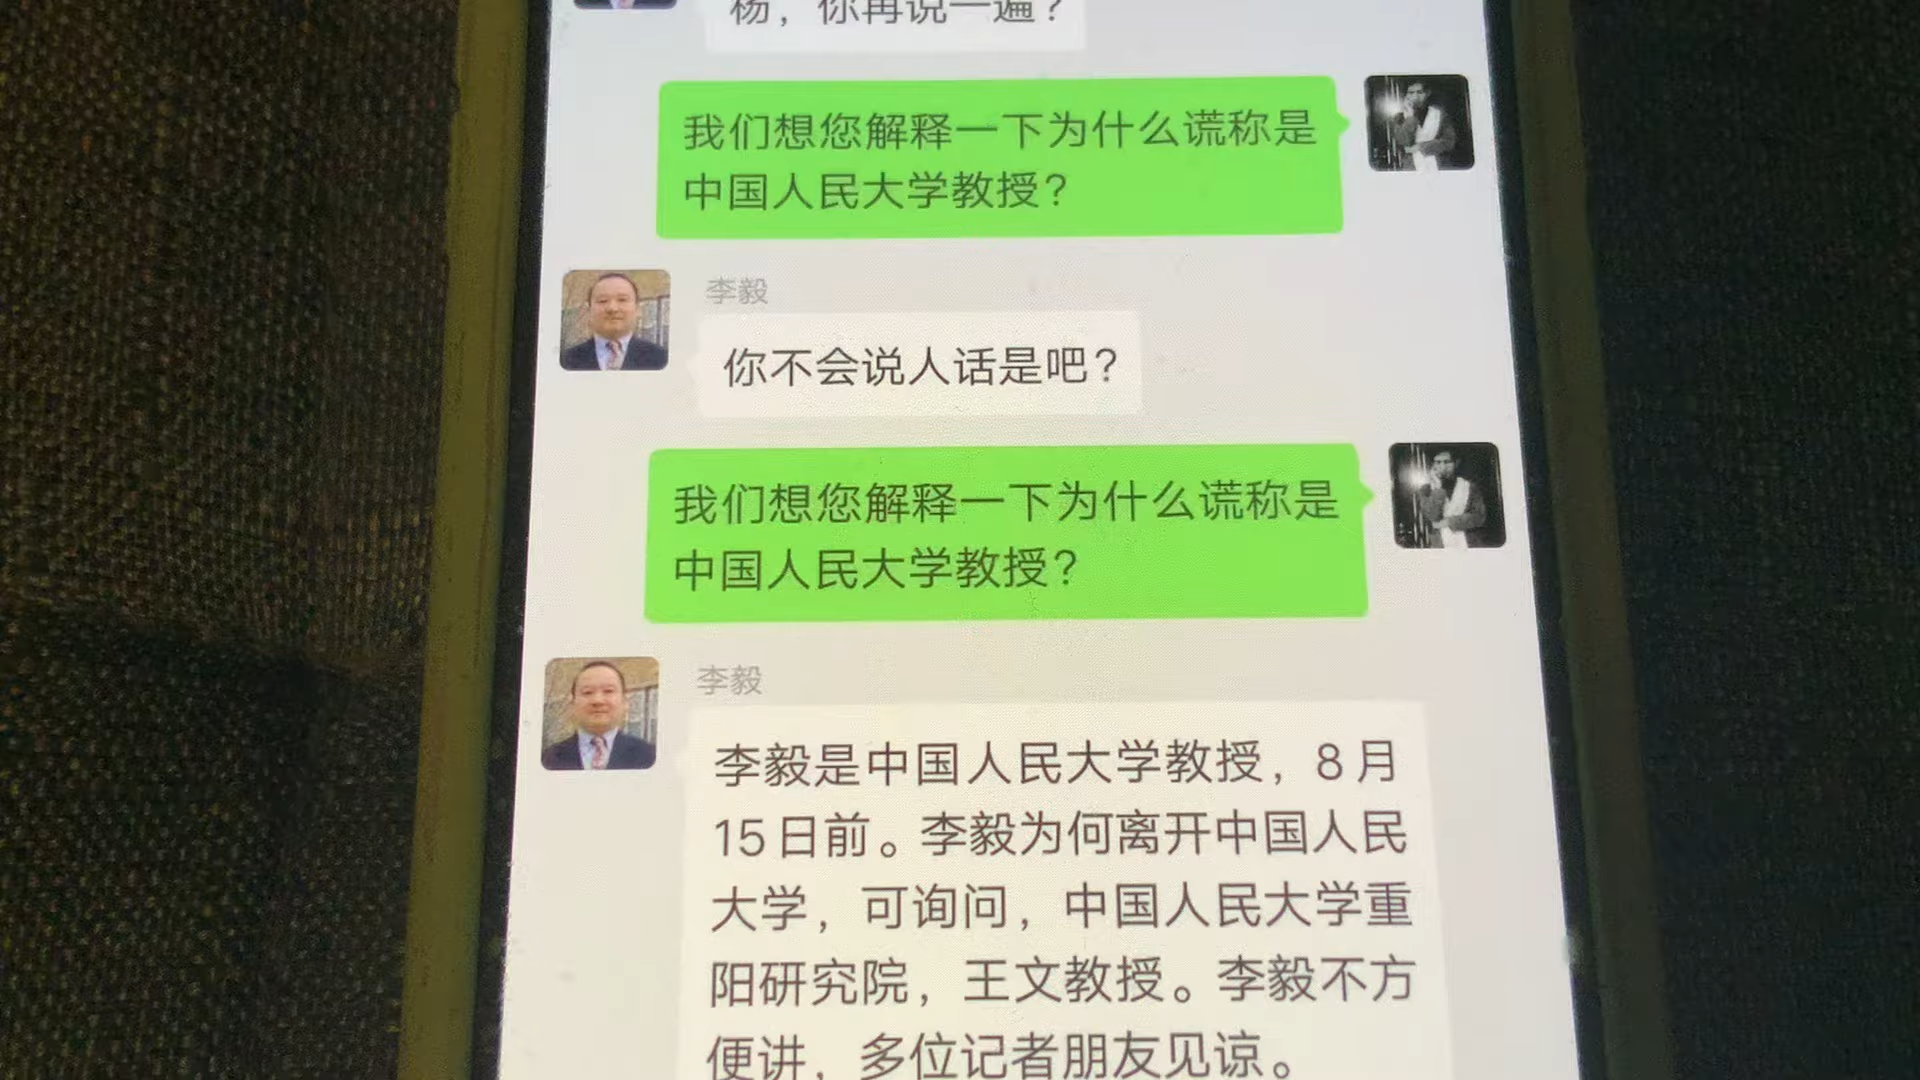 杨，你再说一遍？
我们想您解释一下为什么谎称是
中国人民大学教授？
李毅
你不会说人话是吧？
我们想您解释一下为什么谎称是
中国人民大学教授？
李毅
李毅是中国人民大学教授，8月
15日前。李毅为何离开中国人民
大学，可询问，中国人民大学重
阳研究院，王文教授。李毅不方
便讲，多位记者朋友见谅。